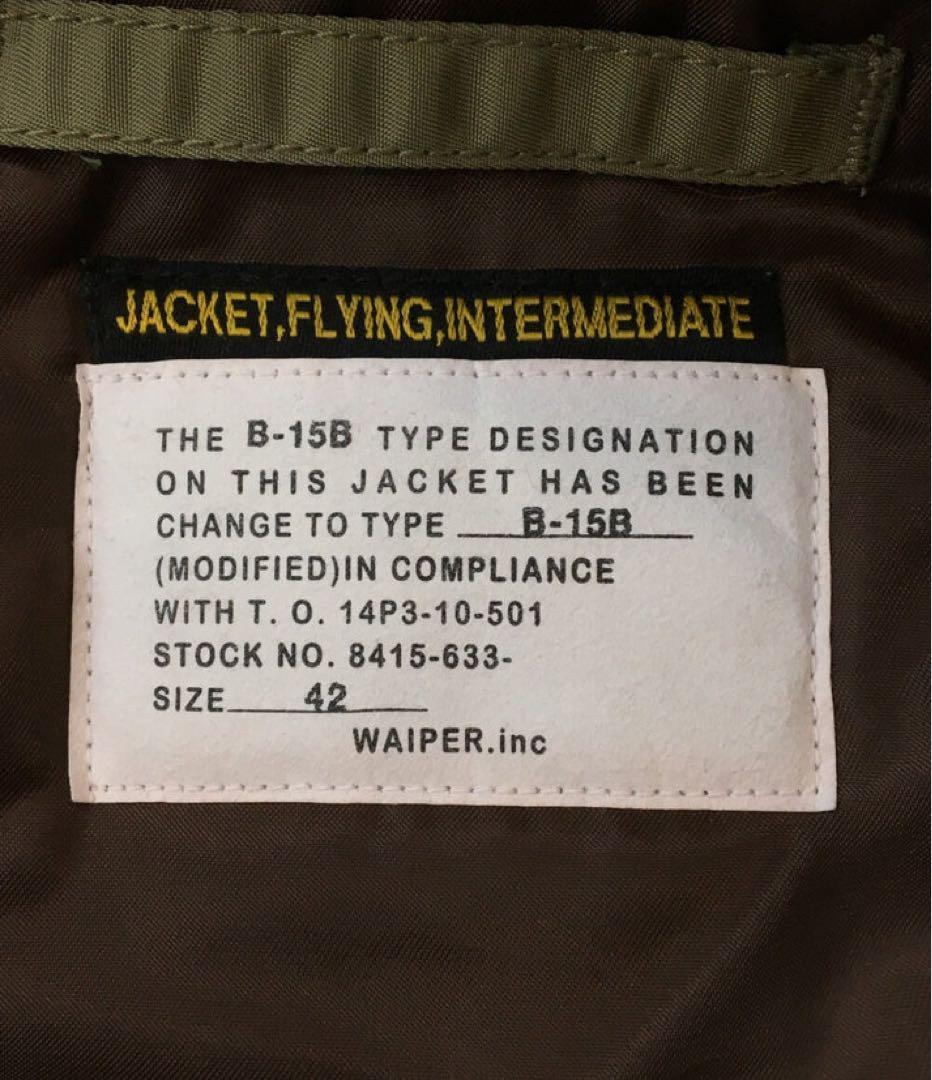 JACKET,FLYING,INTERMEDIATE
THE B-15B TYPE DESIGNATION
ON THIS JACKET HAS BEEN
CHANGE TO TYPE B-15B
(MODIFIED)IN COMPLIANCE
WITH T. O. 14P3-10-501
STOCK NO. 8415-633-
SIZE 42
WAIPER.inc